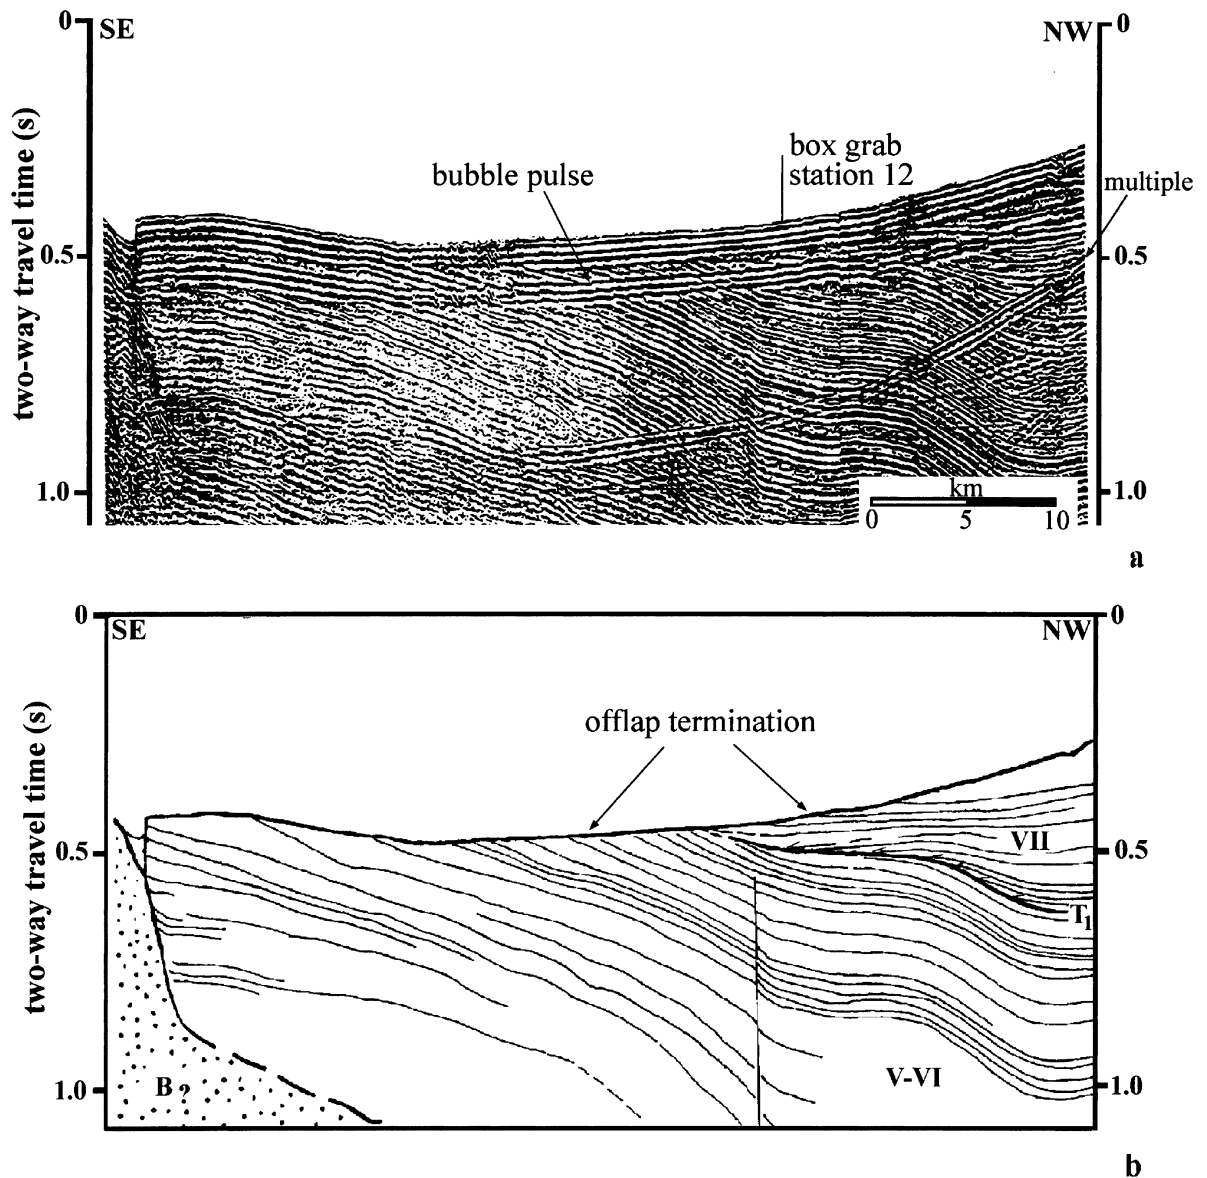 0
SE
NW
0
two-way travel time (s)
bubble pulse
box grab
station 12
multiple
0.5
0.5
1.0
1.0
km
0 5 10
a
0
SE
NW
0
two-way travel time (s)
offlap termination
VII
0.5
0.5
T1
B ?
V-VI
1.0
1.0
b